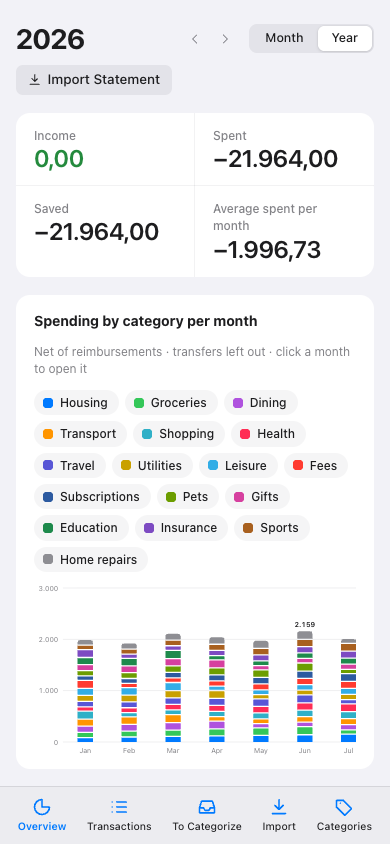 2026
Month
Year
Import Statement
Income
0,00
Spent
−21.964,00
Saved
−21.964,00
Average spent per
month
−1.996,73
Spending by category per month
Net of reimbursements · transfers left out · click a month
to open it
Housing
Groceries
Dining
Transport
Shopping
Health
Travel
Utilities
Leisure
Fees
Subscriptions
Pets
Gifts
Education
Insurance
Sports
Home repairs
3.000
2.000
1.000
0
2.159
Jan
Feb
Mar
Apr
May
Jun
Jul
Overview
Transactions
To Categorize
Import
Categories